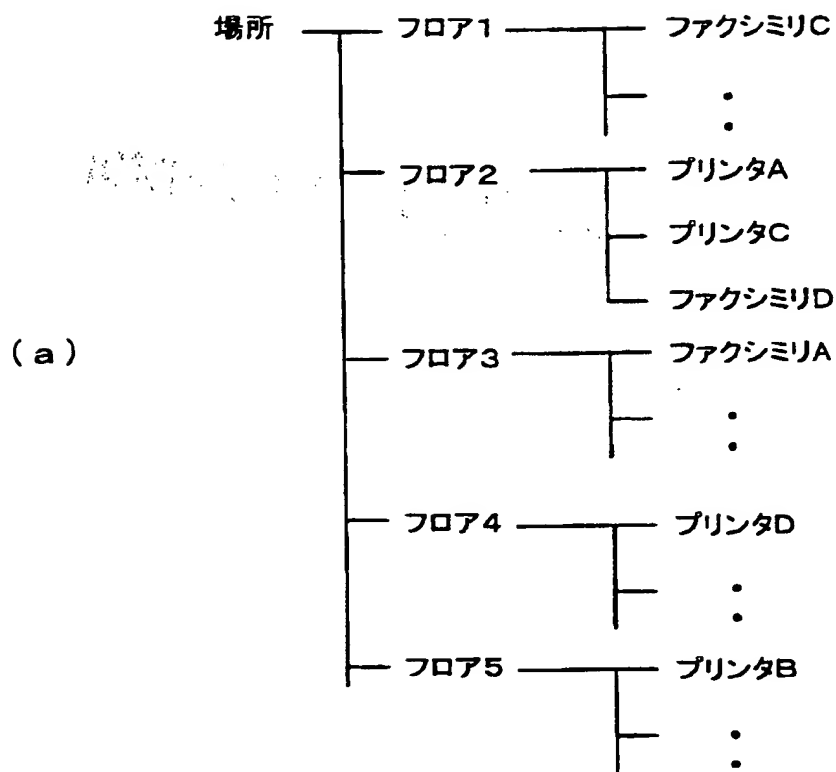 場所 フロア1 ファクシミリC
フロア2 プリンタA
プリンタC
ファクシミリD
(a) フロア3 ファクシミリA
フロア4 プリンタD
フロア5 プリンタB